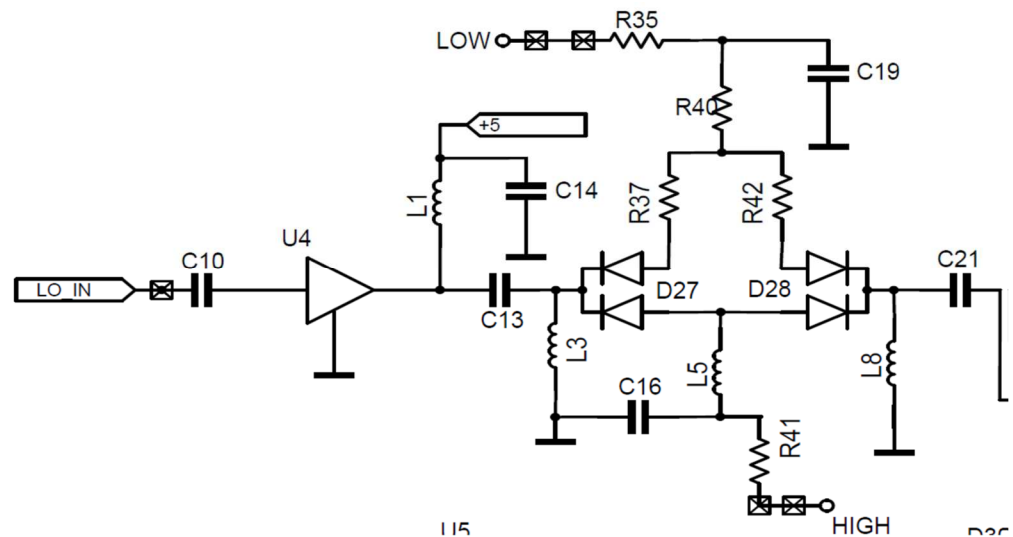 LOW
R35
C19
R40
+5
C14
L1
R37
R42
U4
C10
LO_IN
C13
D27
D28
C21
L3
L5
L8
C16
R41
HIGH
U5